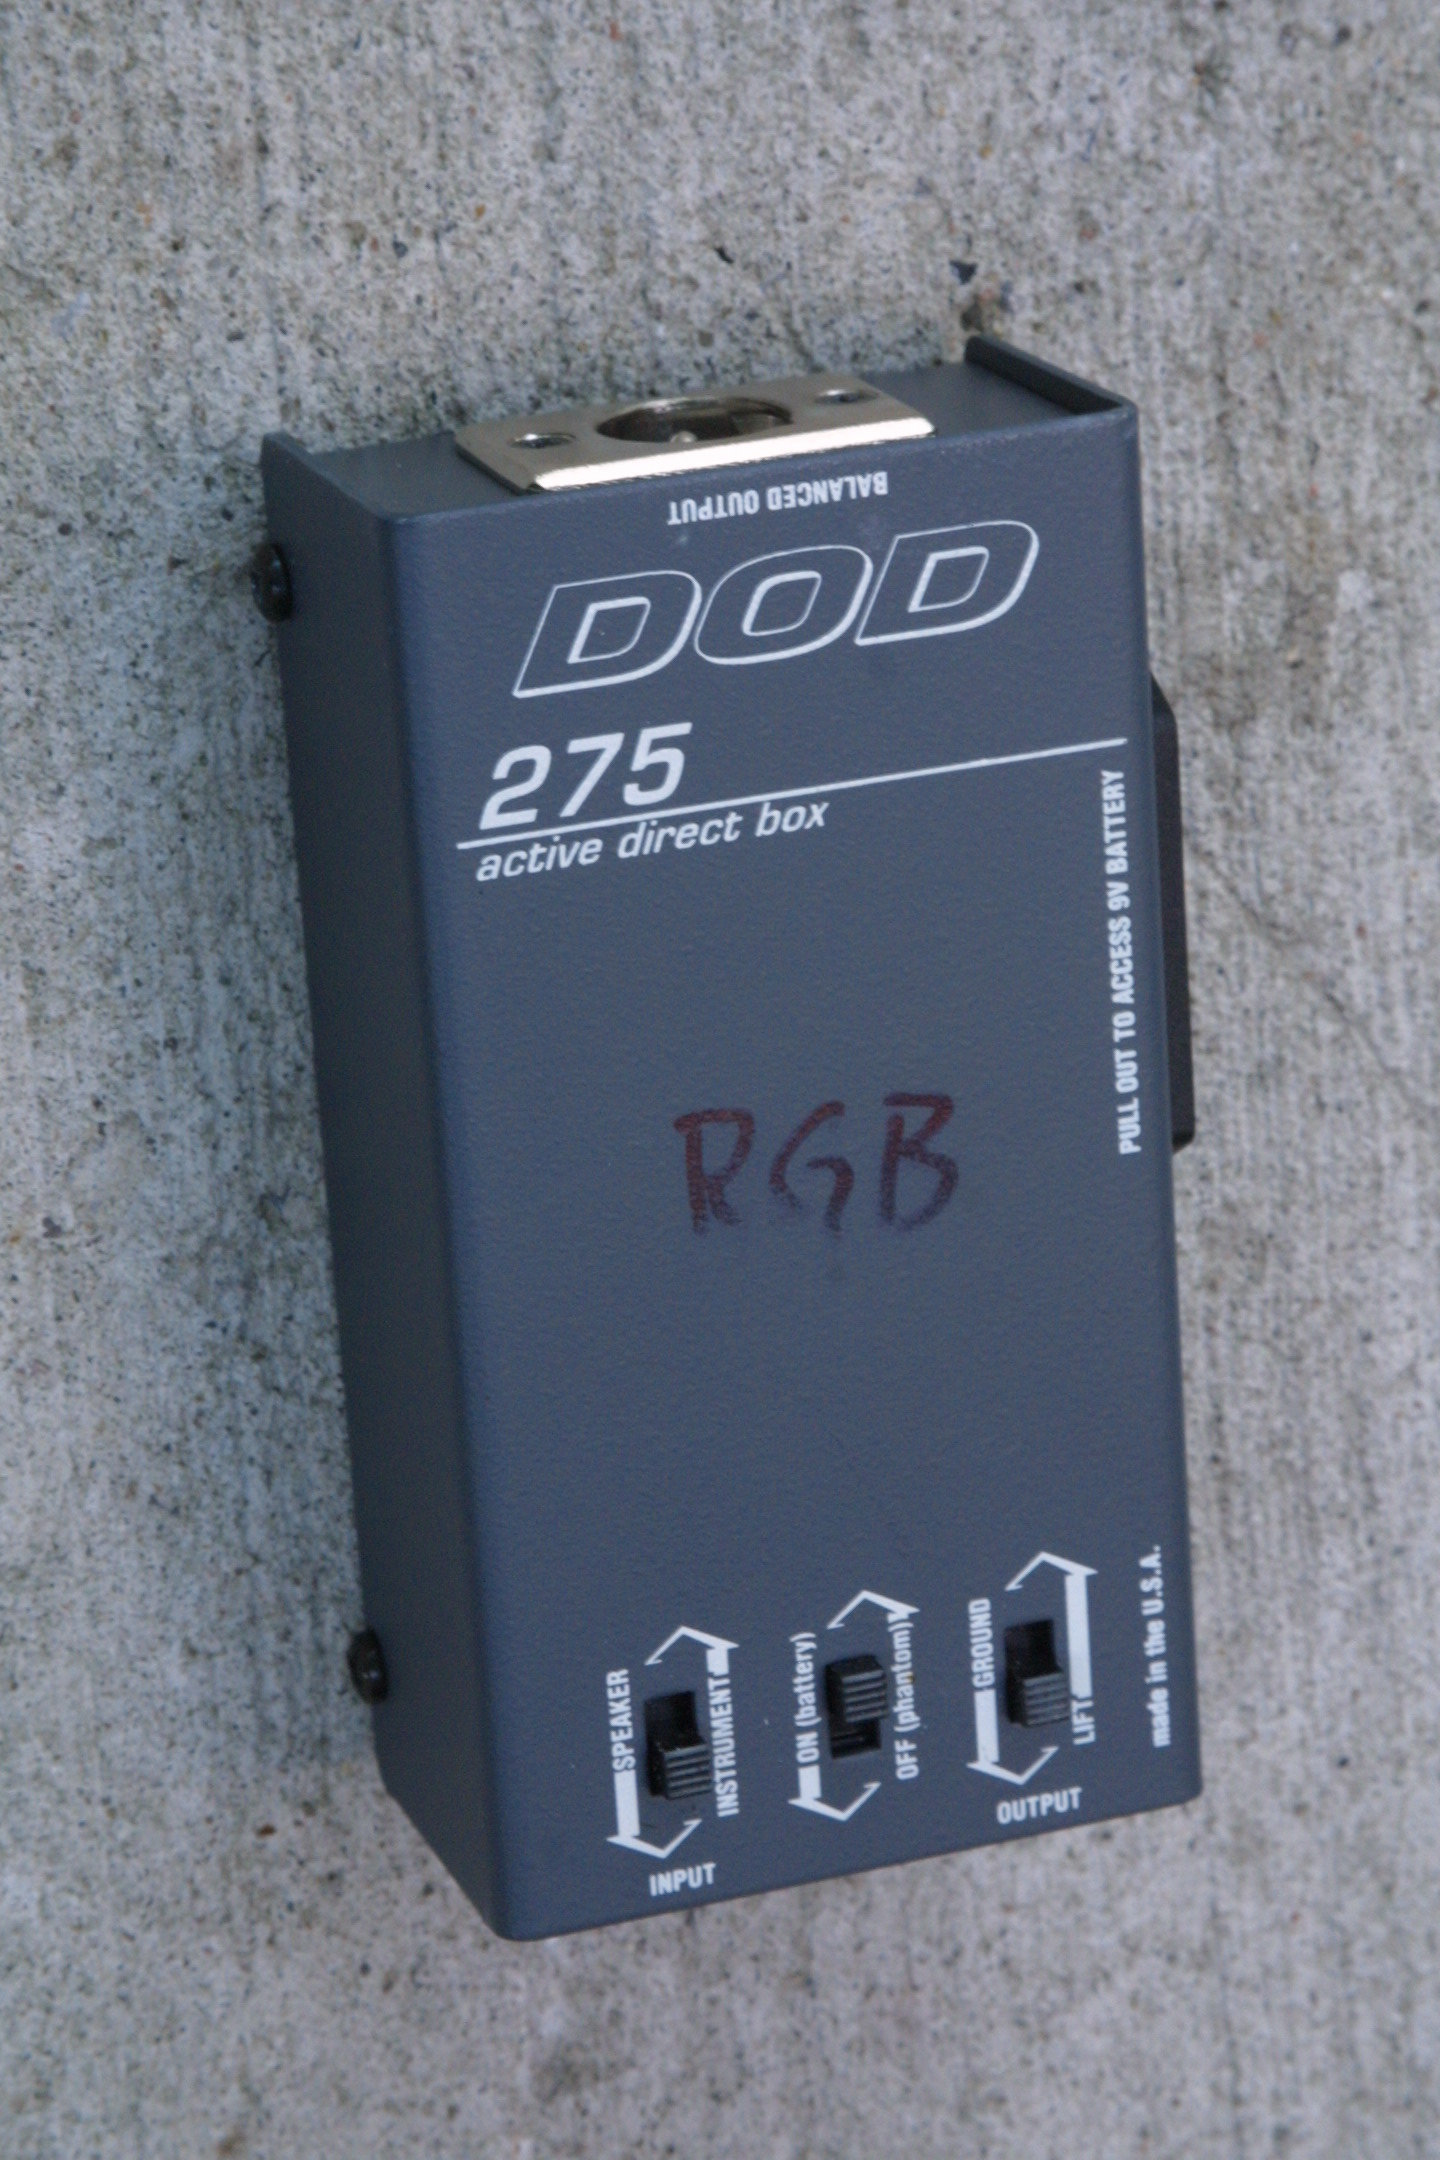 BALANCED OUTPUT
DOD
275
active direct box
PULL OUT TO ACCESS 9V BATTERY
RGB
SPEAKER
INSTRUMENT
INPUT
ON (battery)
OFF (phantom)
GROUND
LIFT
OUTPUT
made in the U.S.A.